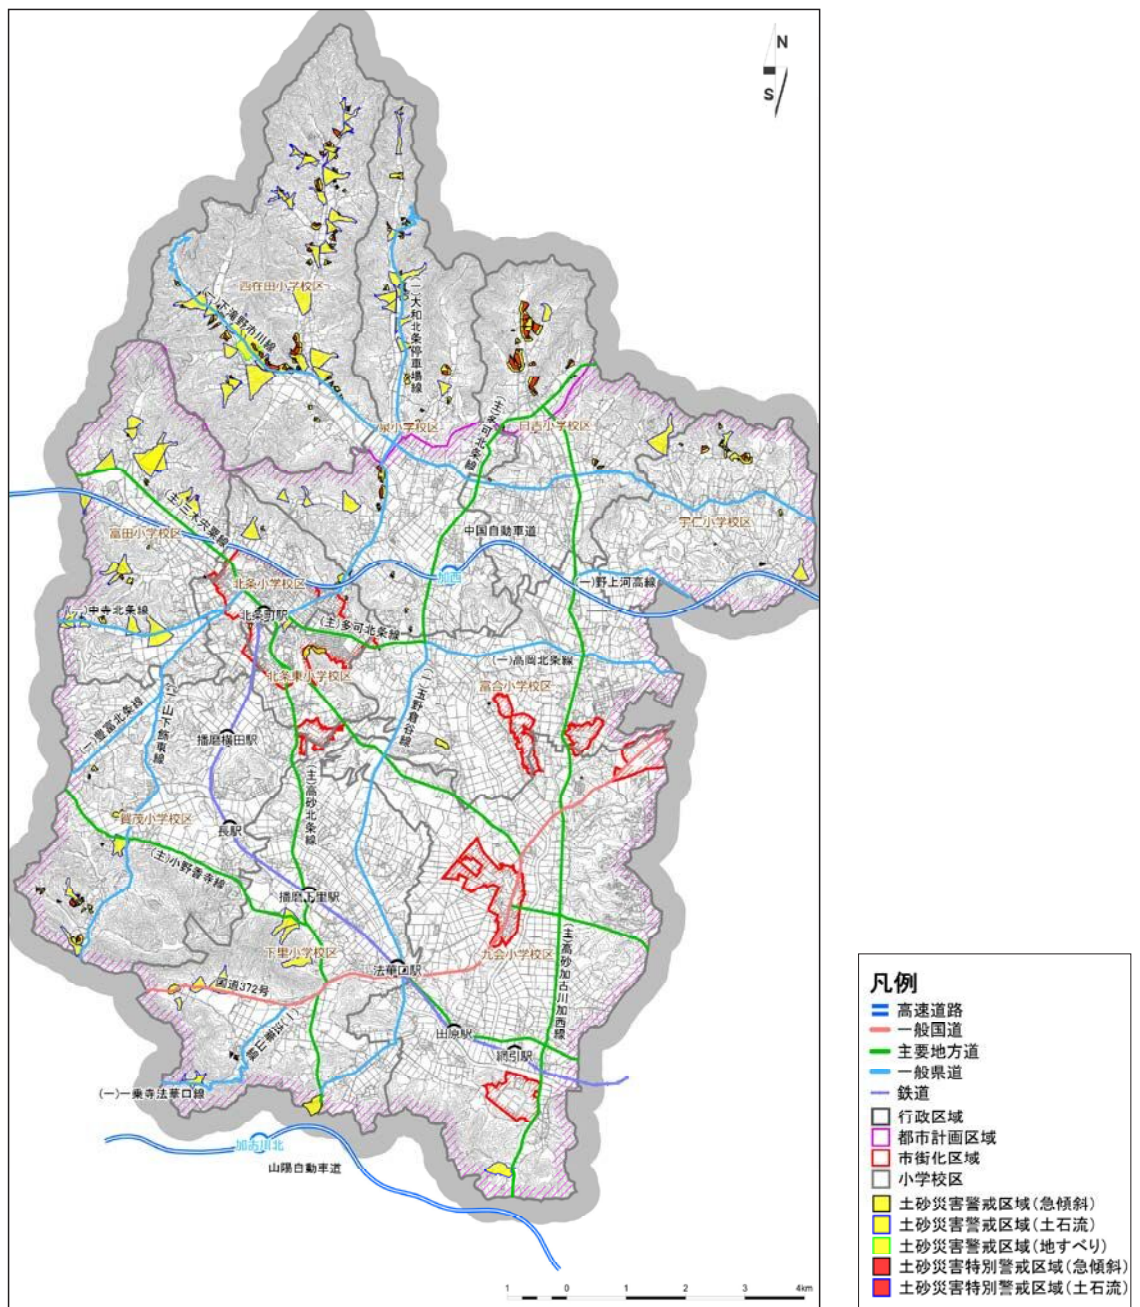 N
S
西在田小学校区
(一)下滝野市川線
(一)大和北条停車場線
泉小学校区
(主)多可北条線
日吉小学校区
宇仁小学校区
(主)三木宍粟線
富田小学校区
中国自動車道
加西
(一)野上河高線
北条小学校区
(一)中寺北条線
北条町駅
(主)多可北条線
(一)高岡北条線
北条東小学校区
富合小学校区
(一)玉野倉谷線
(一)豊富北条線
(一)山下餝東線
播磨横田駅
(主)高砂北条線
賀茂小学校区
長駅
(主)小野香寺線
播磨下里駅
下里小学校区
法華口駅
九会小学校区
(主)高砂加古川加西線
国道372号
田原駅
網引駅
(一)一乗寺法華口線
加古川北
山陽自動車道
1 0 1 2 3 4km
凡例
高速道路
一般国道
主要地方道
一般県道
鉄道
行政区域
都市計画区域
市街化区域
小学校区
土砂災害警戒区域(急傾斜)
土砂災害警戒区域(土石流)
土砂災害警戒区域(地すべり)
土砂災害特別警戒区域(急傾斜)
土砂災害特別警戒区域(土石流)